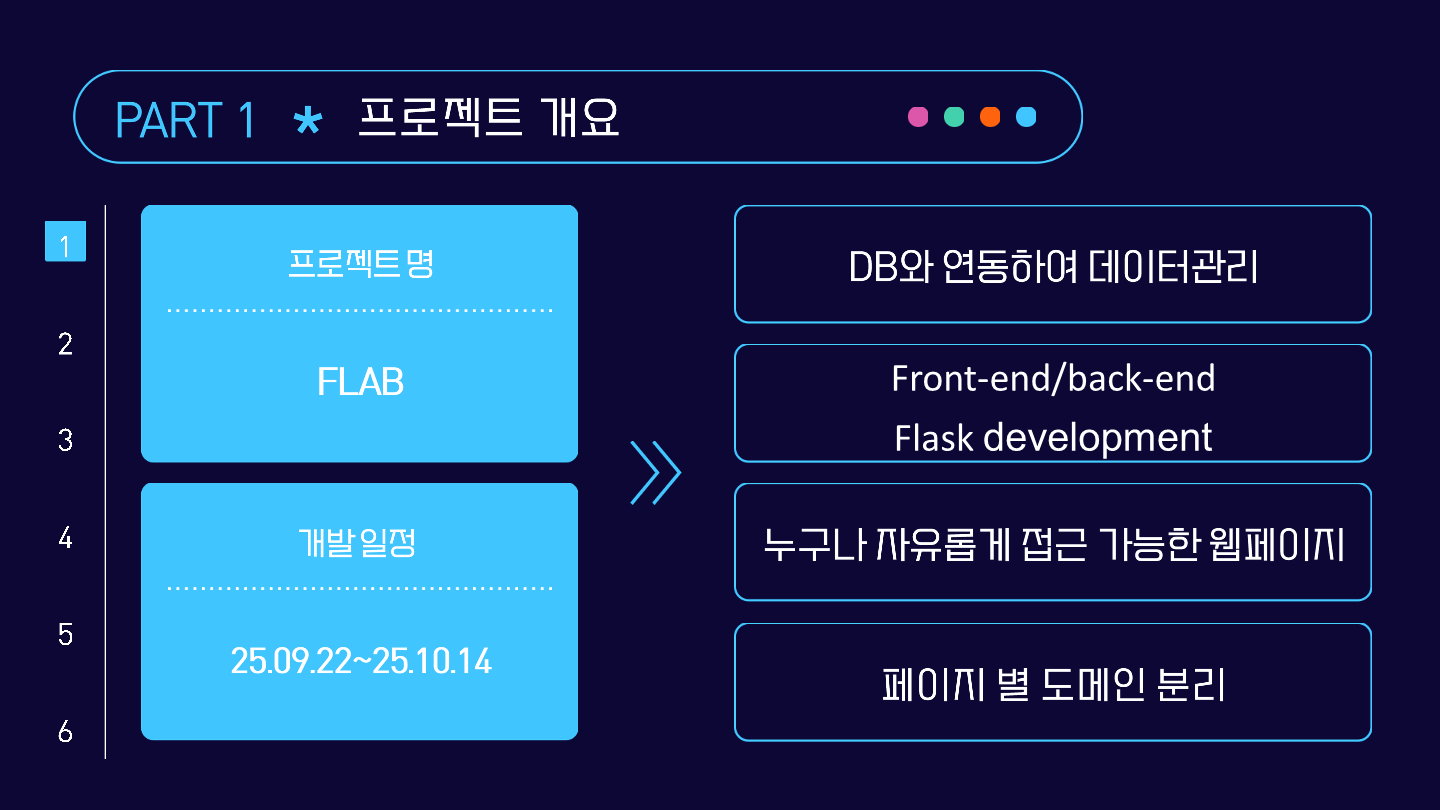 PART 1 * 프로젝트 개요
1
2
3
4
5
6
프로젝트 명
FLAB
개발 일정
25.09.22~25.10.14
DB와 연동하여 데이터관리
Front-end/back-end
Flask development
누구나 자유롭게 접근 가능한 웹페이지
페이지 별 도메인 분리